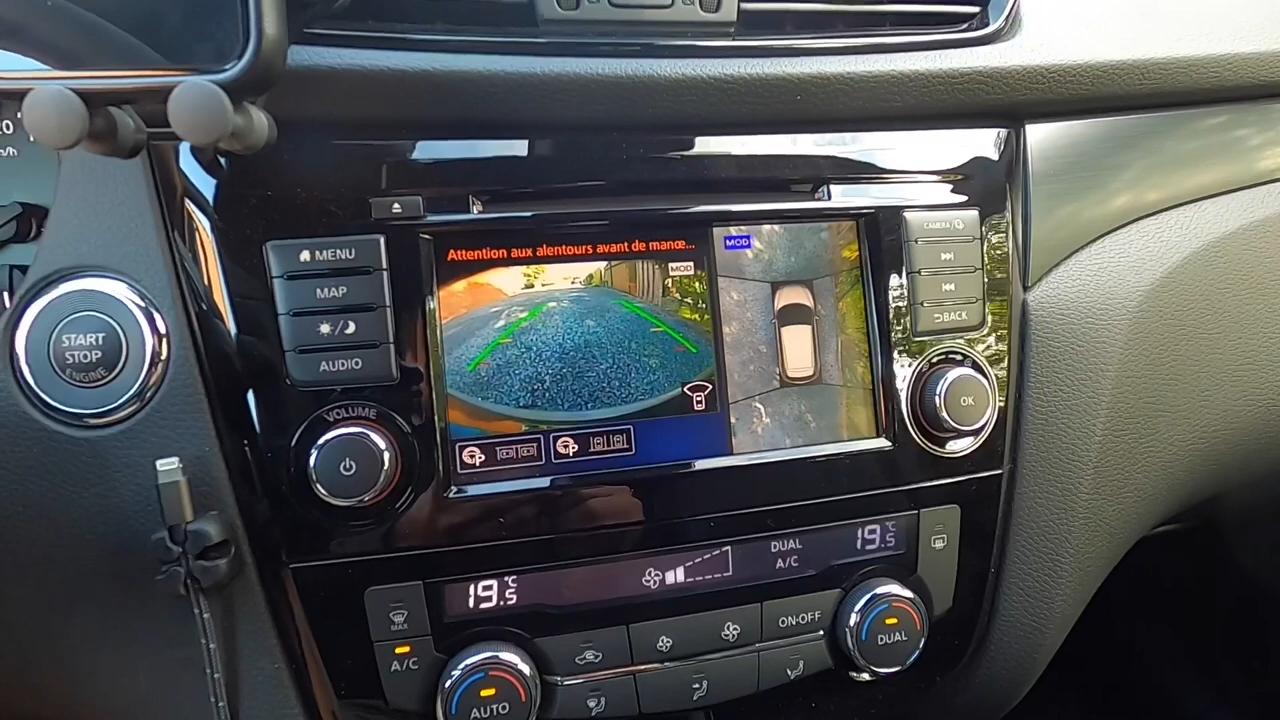 20
START
STOP
ENGINE
MENU
MAP
AUDIO
VOLUME
Attention aux alentours avant de manœ...
MOD
MOD
P
P
CAMERA/
BACK
OK
19.5 °C
DUAL
A/C
19.5 °C
MAX
A/C
AUTO
ON·OFF
DUAL